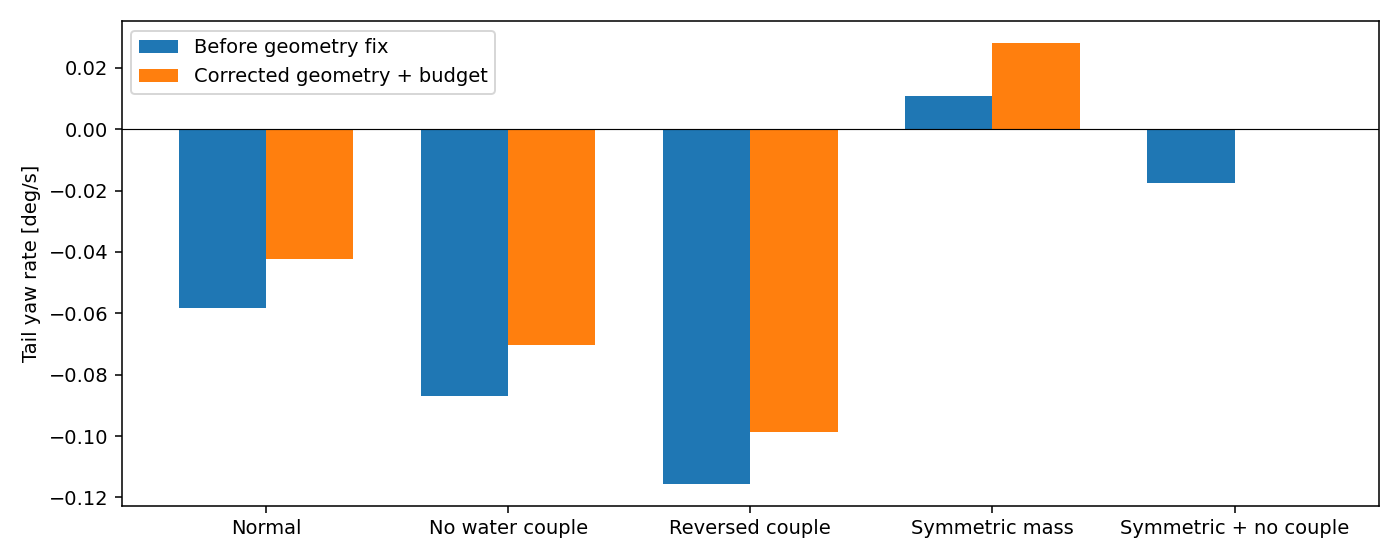 Before geometry fix
Corrected geometry + budget
Tail yaw rate [deg/s]
0.02
0.00
−0.02
−0.04
−0.06
−0.08
−0.10
−0.12
Normal
No water couple
Reversed couple
Symmetric mass
Symmetric + no couple